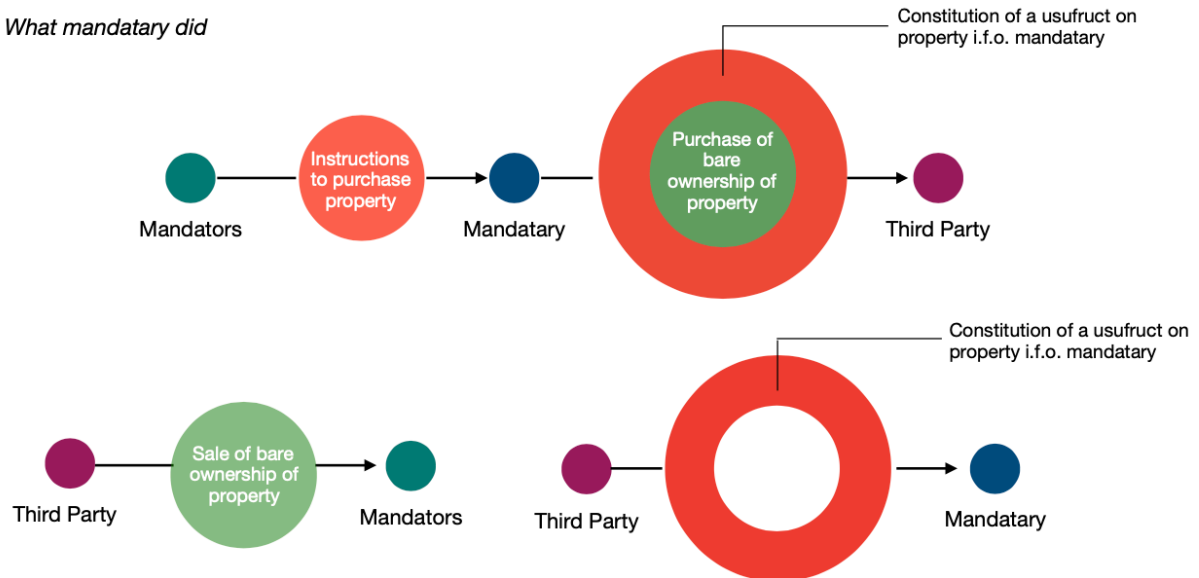 What mandatary did
Constitution of a usufruct on
property i.f.o. mandatary
Instructions
to purchase
property
Purchase of
bare
ownership of
property
Mandators
Mandatary
Third Party
Constitution of a usufruct on
property i.f.o. mandatary
Sale of bare
ownership of
property
Third Party
Mandators
Third Party
Mandatary